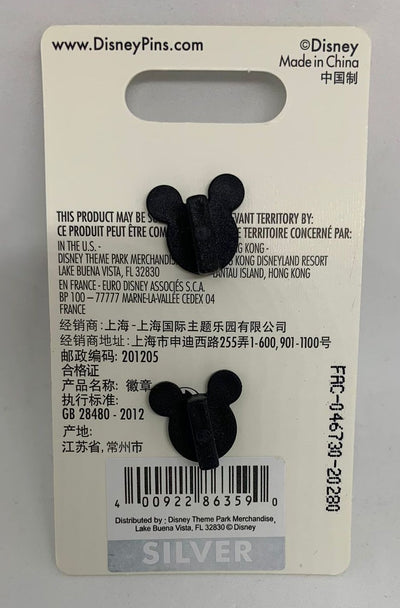 www.DisneyPins.com
©Disney
Made in China
中国制
THIS PRODUCT MAY BE
TERRITORY BY:
CE PRODUIT PEUT ÊTRE
TERRITOIRE CONCERNÉ PAR:
IN THE U.S. -
KONG -
DISNEY THEME PARK
KONG DISNEYLAND RESORT
LAKE BUENA VISTA, FL 32830
LANTAU ISLAND, HONG KONG
EN FRANCE - EURO DISNEY ASSOCIÉS S.C.A.
BP 100 – 77777 MARNE-LA-VALLÉE CEDEX 04
FRANCE
经销商: 上海-上海国际主题乐园有限公司
经销商地址: 上海市申迪西路255弄1-600, 901-1100号
邮政编码: 201205
合格证
产品名称: 徽章
执行标准:
GB 28480 - 2012
产地:
江苏省, 常州市
FAC-046730-20280
4 00922 86359 0
Distributed by: Disney Theme Park Merchandise,
Lake Buena Vista, FL 32830 © Disney
SILVER